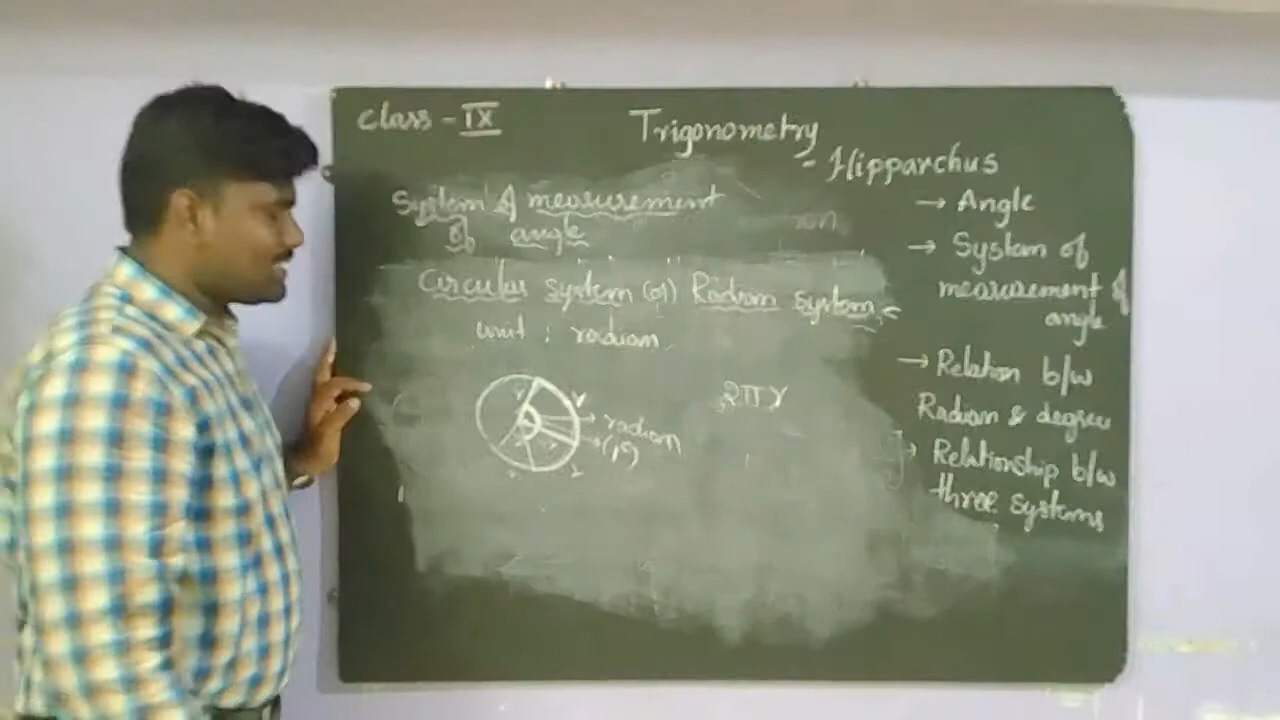 Class - IX
Trigonometry
- Hipparchus
System of measurement
of angle
Circular system (or) Radian system
unit : radian
r
radian
(1c)
r
2πr
→ Angle
→ System of
measurement of
angle
→ Relation b/w
Radian & degree
→ Relationship b/w
three systems